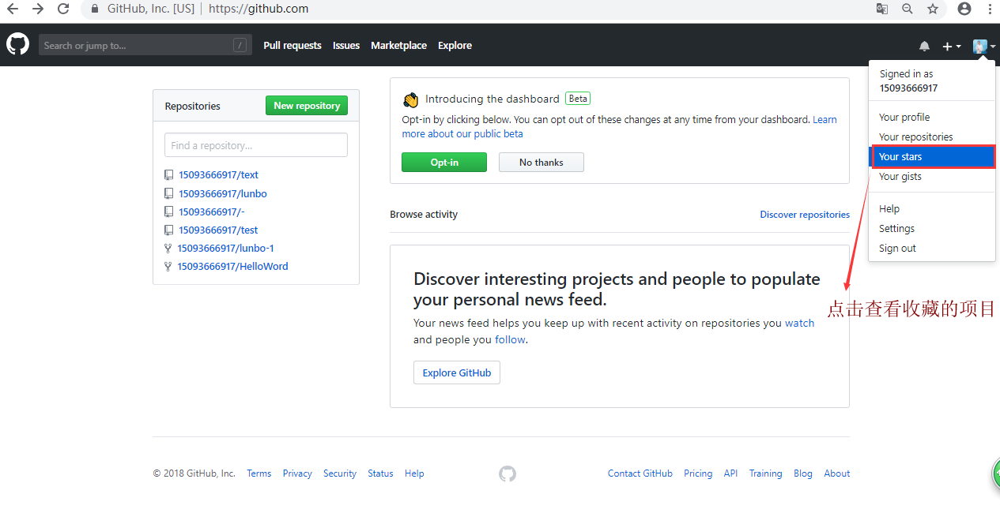 GitHub, Inc. [US] | https://github.com
Search or jump to... /
Pull requests Issues Marketplace Explore
Signed in as
15093666917
Your profile
Your repositories
Your stars
Your gists
Help
Settings
Sign out
Repositories
New repository
Find a repository...
15093666917/text
15093666917/lunbo
15093666917/-
15093666917/test
15093666917/lunbo-1
15093666917/HelloWord
Introducing the dashboard Beta
Opt-in by clicking below. You can opt out of these changes at any time from your dashboard. Learn
more about our public beta
Opt-in
No thanks
Browse activity
Discover repositories
Discover interesting projects and people to populate
your personal news feed.
Your news feed helps you keep up with recent activity on repositories you watch
and people you follow.
Explore GitHub
点击查看收藏的项目
© 2018 GitHub, Inc. Terms Privacy Security Status Help
Contact GitHub Pricing API Training Blog About